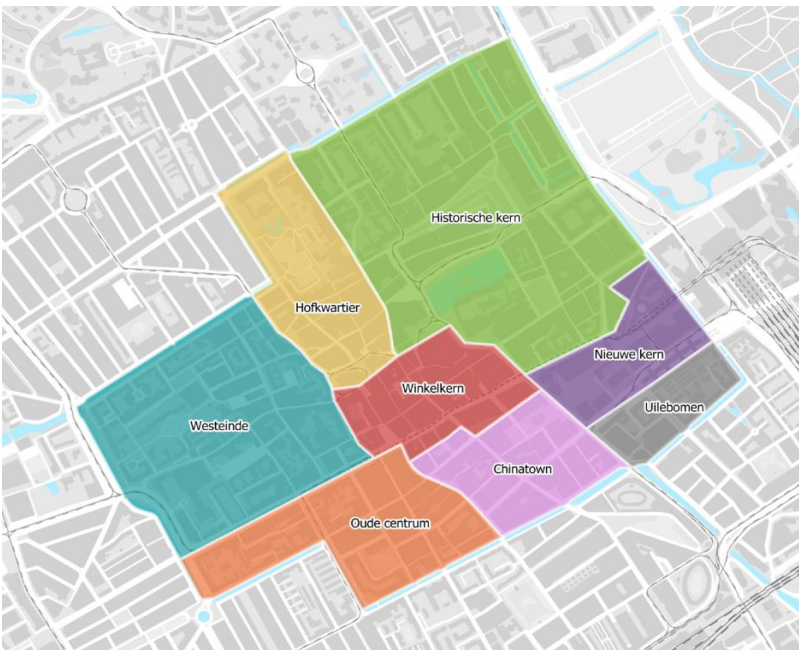 Historische kern
Hofkwartier
Nieuwe kern
Winkelkern
Uilebomen
Westeinde
Chinatown
Oude centrum